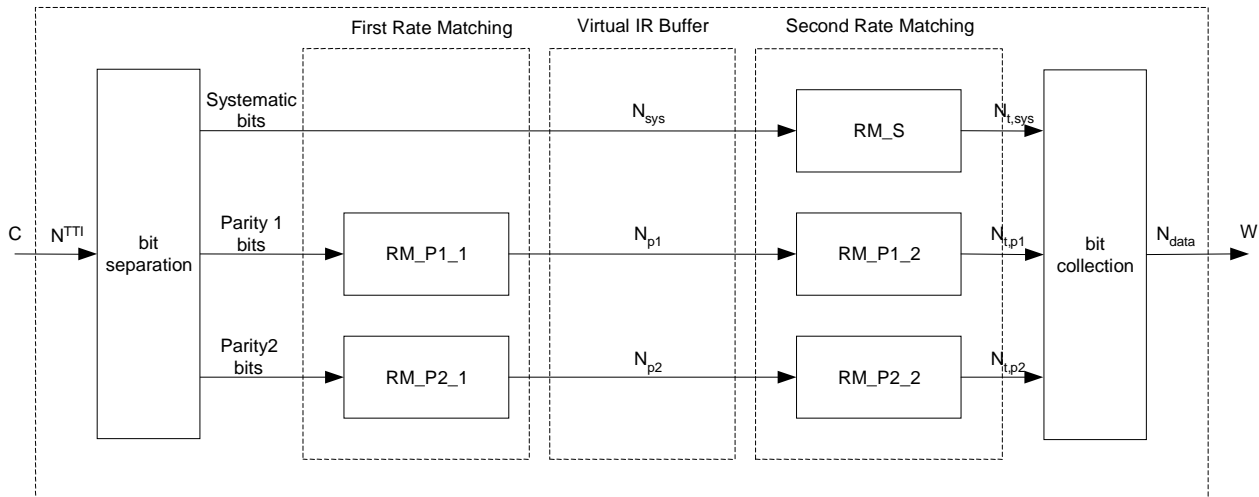 First Rate Matching
Virtual IR Buffer
Second Rate Matching
Systematic
bits
N_sys
RM_S
N_t,sys
C
N^TTI
bit
separation
Parity 1
bits
RM_P1_1
N_p1
RM_P1_2
N_t,p1
bit
collection
N_data
W
Parity2
bits
RM_P2_1
N_p2
RM_P2_2
N_t,p2